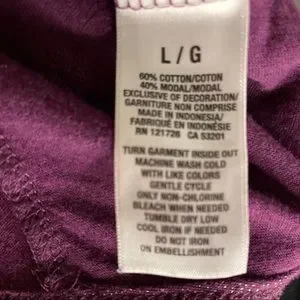 L / G
60% COTTON/COTON
40% MODAL/MODAL
EXCLUSIVE OF DECORATION/
GARNITURE NON COMPRISE
MADE IN INDONESIA/
FABRIQUÉ EN INDONÉSIE
RN 121726 CA 53201
TURN GARMENT INSIDE OUT
MACHINE WASH COLD
WITH LIKE COLORS
GENTLE CYCLE
ONLY NON-CHLORINE
BLEACH WHEN NEEDED
TUMBLE DRY LOW
COOL IRON IF NEEDED
DO NOT IRON
ON EMBELLISHMENT